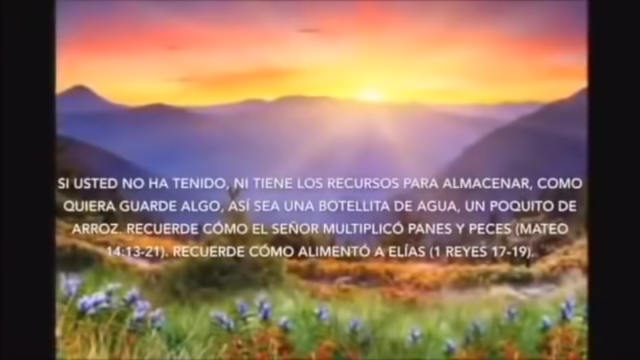 SI USTED NO HA TENIDO, NI TIENE LOS RECURSOS PARA ALMACENAR, COMO
QUIERA GUARDE ALGO, ASÍ SEA UNA BOTELLITA DE AGUA, UN POQUITO DE
ARROZ. RECUERDE CÓMO EL SEÑOR MULTIPLICÓ PANES Y PECES (MATEO
14:13-21). RECUERDE CÓMO ALIMENTÓ A ELÍAS (1 REYES 17-19).